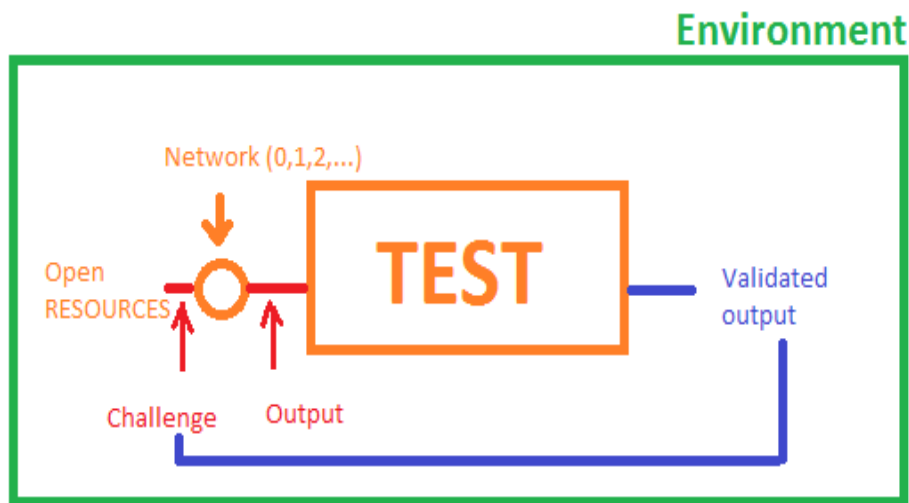 Environment
Network (0,1,2,...)
Open
RESOURCES
TEST
Validated
output
Challenge
Output